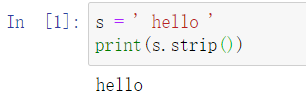 In [1]: s = ' hello '
print(s.strip())
hello